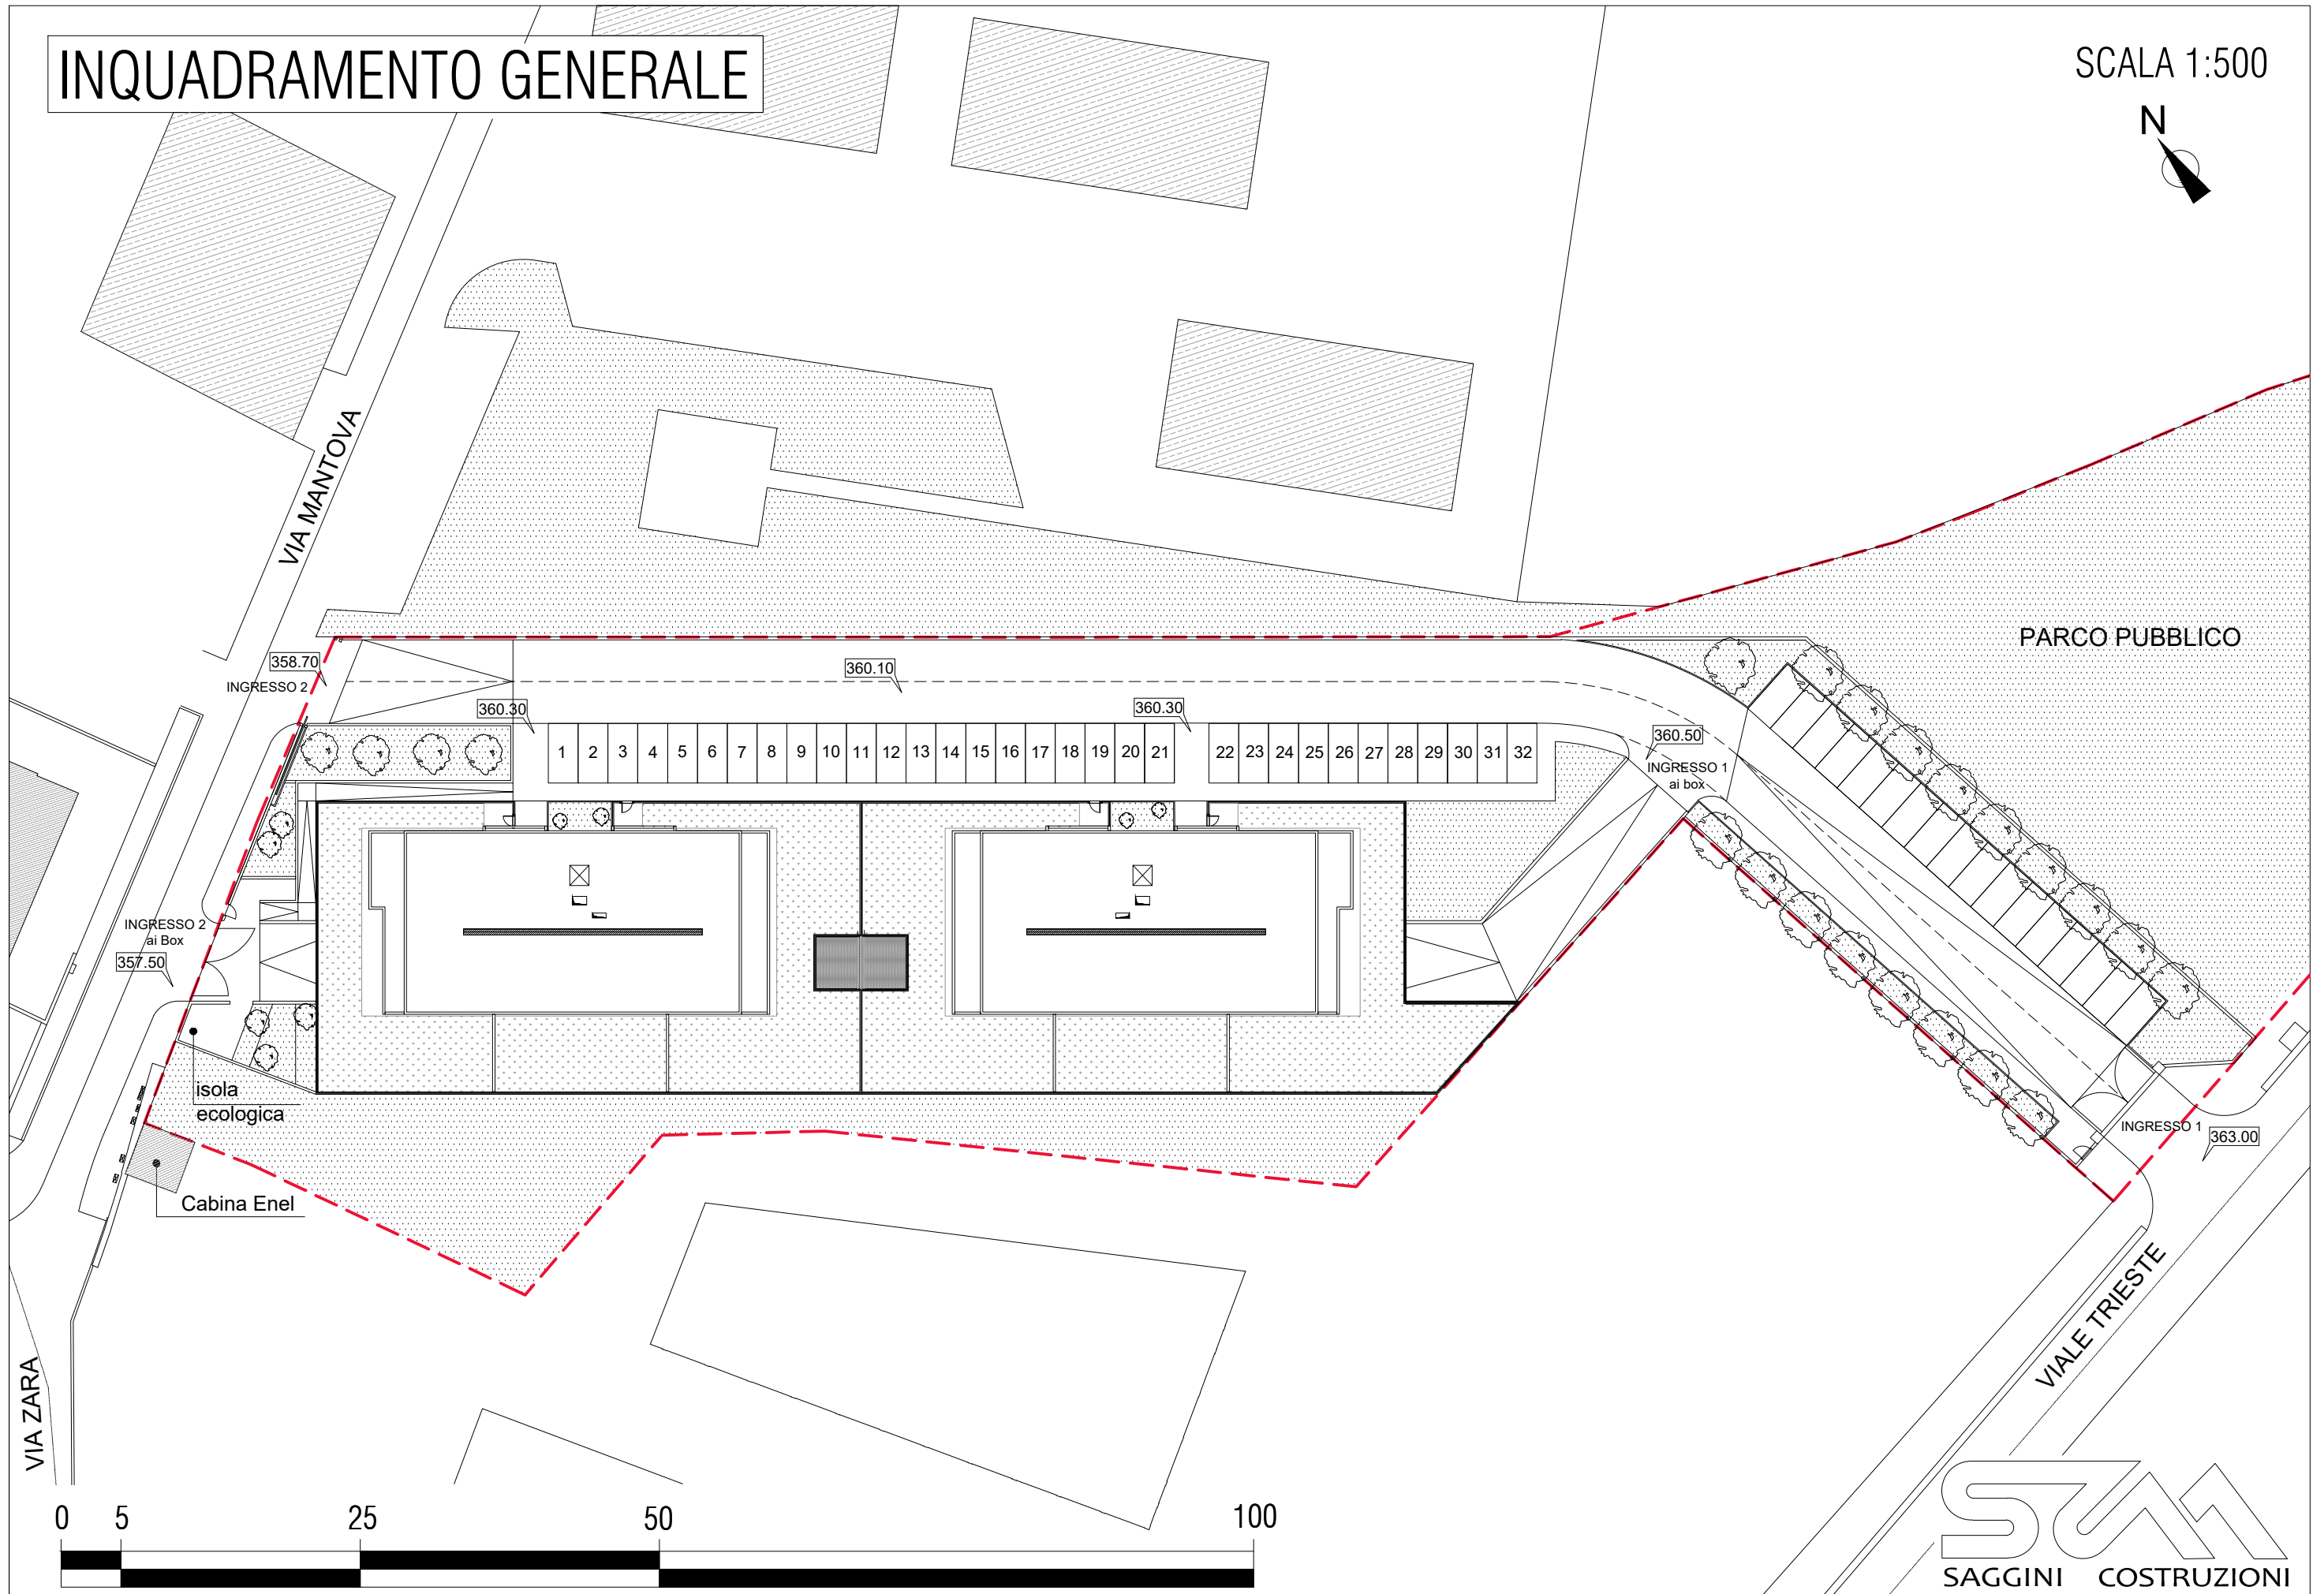 INQUADRAMENTO GENERALE
SCALA 1:500
N
VIA MANTOVA
PARCO PUBBLICO
358.70
INGRESSO 2
360.10
360.30
360.30
360.50
INGRESSO 1
ai box
1 2 3 4 5 6 7 8 9 10 11 12 13 14 15 16 17 18 19 20 21 22 23 24 25 26 27 28 29 30 31 32
INGRESSO 2
ai Box
357.50
isola
ecologica
INGRESSO 1
363.00
Cabina Enel
VIALE TRIESTE
VIA ZARA
0 5 25 50 100
SAGGINI COSTRUZIONI